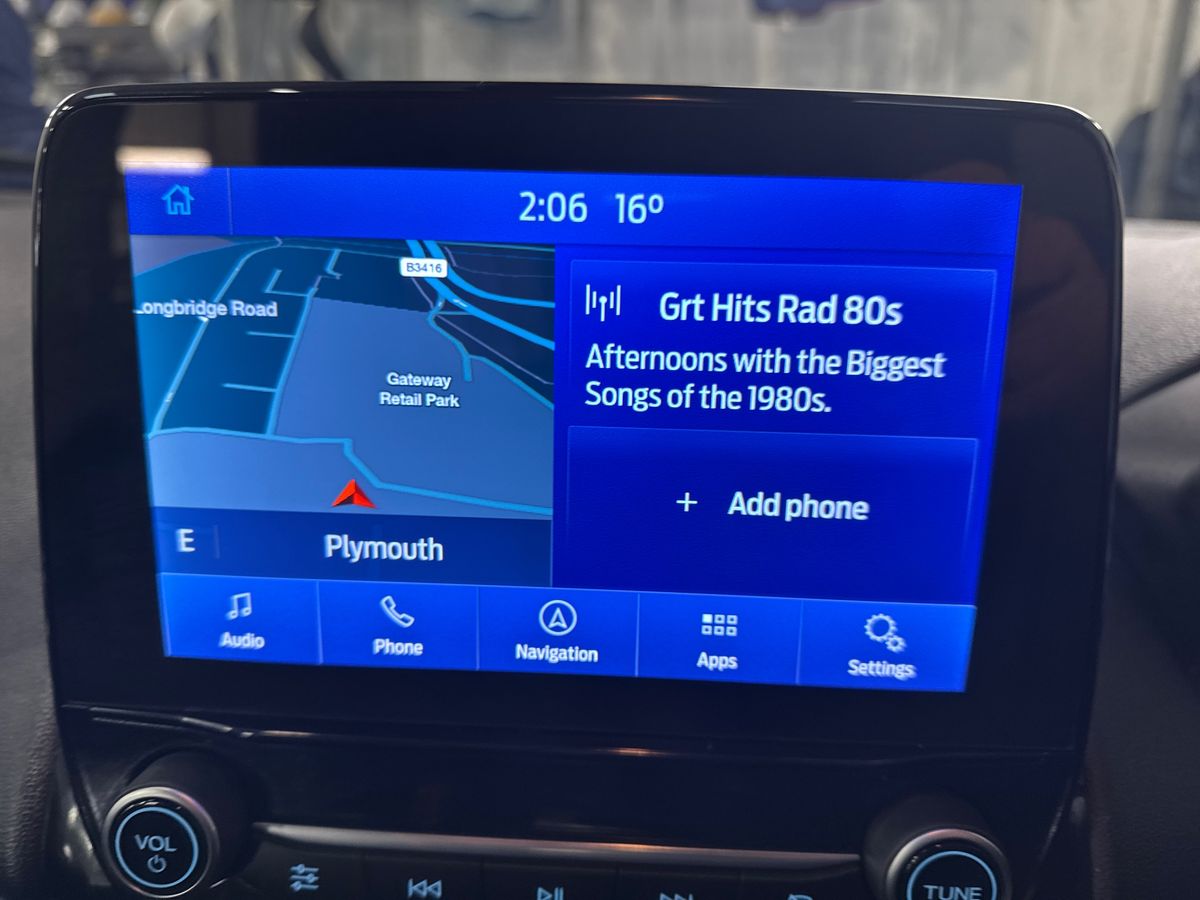 2:06 16º
B3416
Longbridge Road
Gateway
Retail Park
E
Plymouth
Grt Hits Rad 80s
Afternoons with the Biggest
Songs of the 1980s.
+ Add phone
Audio
Phone
Navigation
Apps
Settings
VOL
TUNE